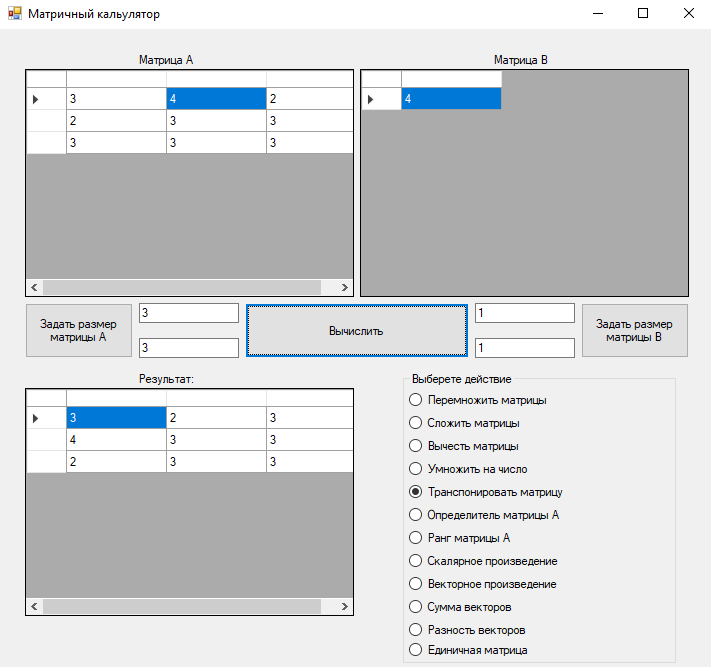 Матричный кальулятор
Матрица А
Матрица В
3 4 2
2 3 3
3 3 3
4
Задать размер
матрицы А
3
3
Вычислить
1
1
Задать размер
матрицы В
Результат:
3 2 3
4 3 3
2 3 3
Выберете действие
Перемножить матрицы
Сложить матрицы
Вычесть матрицы
Умножить на число
Транспонировать матрицу
Определитель матрицы А
Ранг матрицы А
Скалярное произведение
Векторное произведение
Сумма векторов
Разность векторов
Единичная матрица